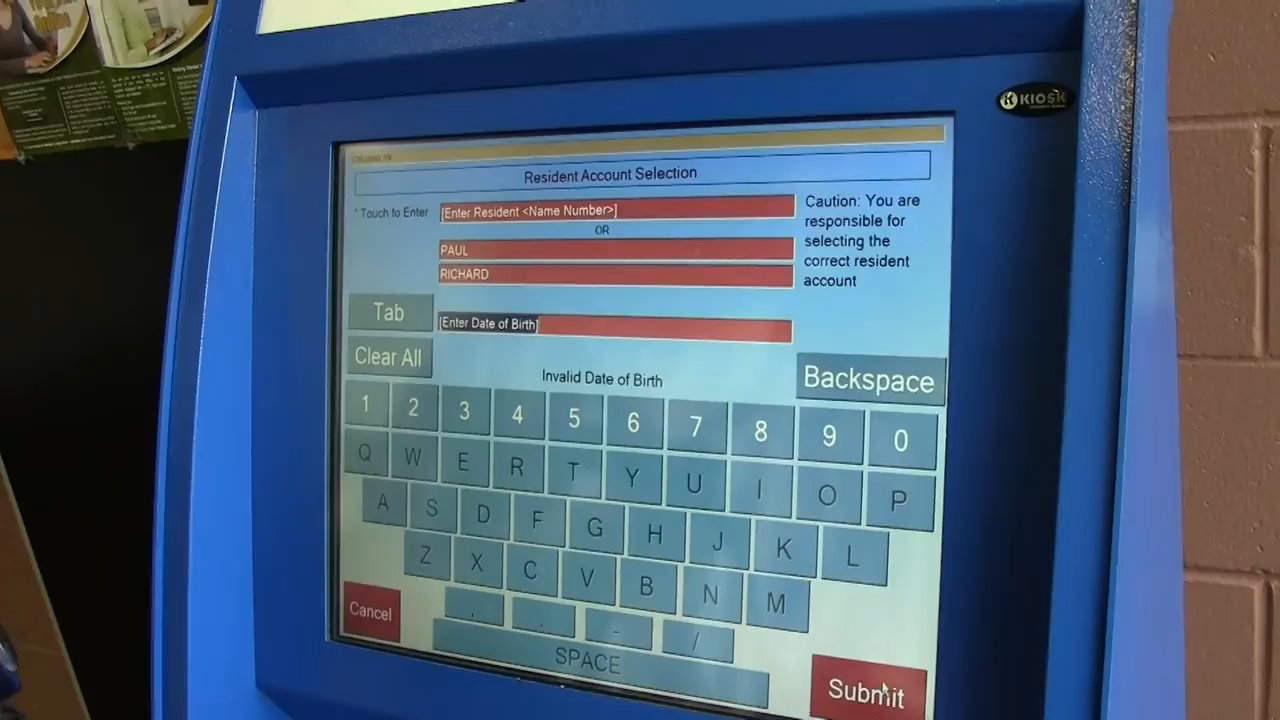 KIOSK
Resident Account Selection
* Touch to Enter
[Enter Resident <Name Number>]
OR
PAUL
RICHARD
Caution: You are
responsible for
selecting the
correct resident
account
Tab
[Enter Date of Birth]
Clear All
Invalid Date of Birth
Backspace
1 2 3 4 5 6 7 8 9 0
Q W E R T Y U I O P
A S D F G H J K L
Z X C V B N M
, . - /
Cancel
SPACE
Submit